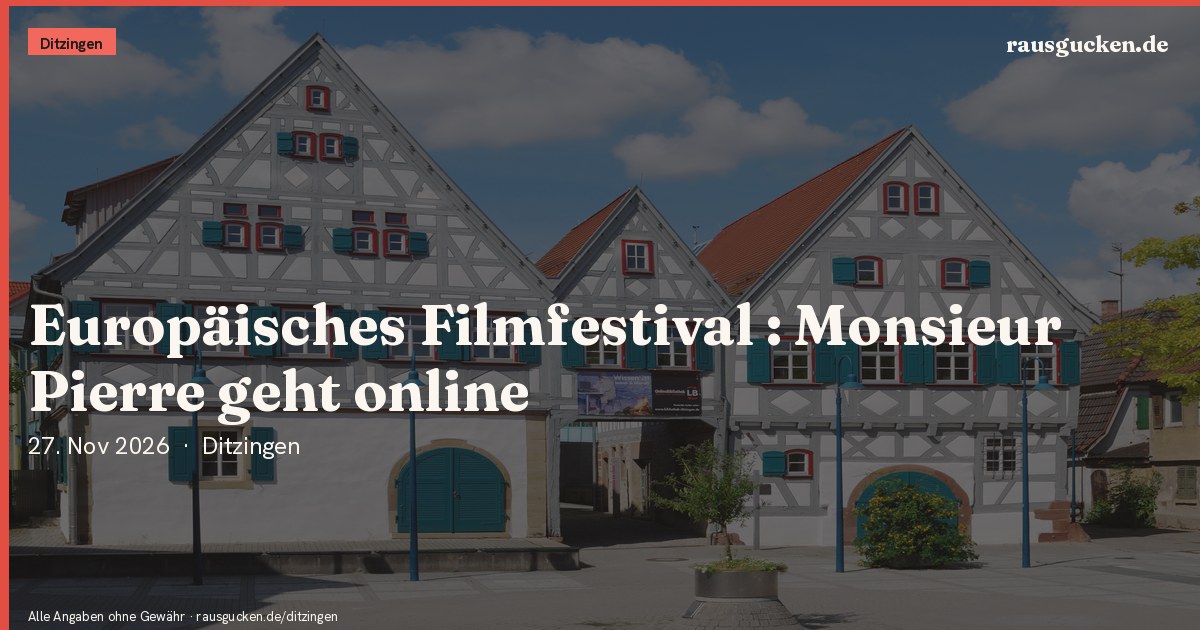 Ditzingen
rausgucken.de
Europäisches Filmfestival : Monsieur
Pierre geht online
27. Nov 2026 · Ditzingen
Alle Angaben ohne Gewähr · rausgucken.de/ditzingen